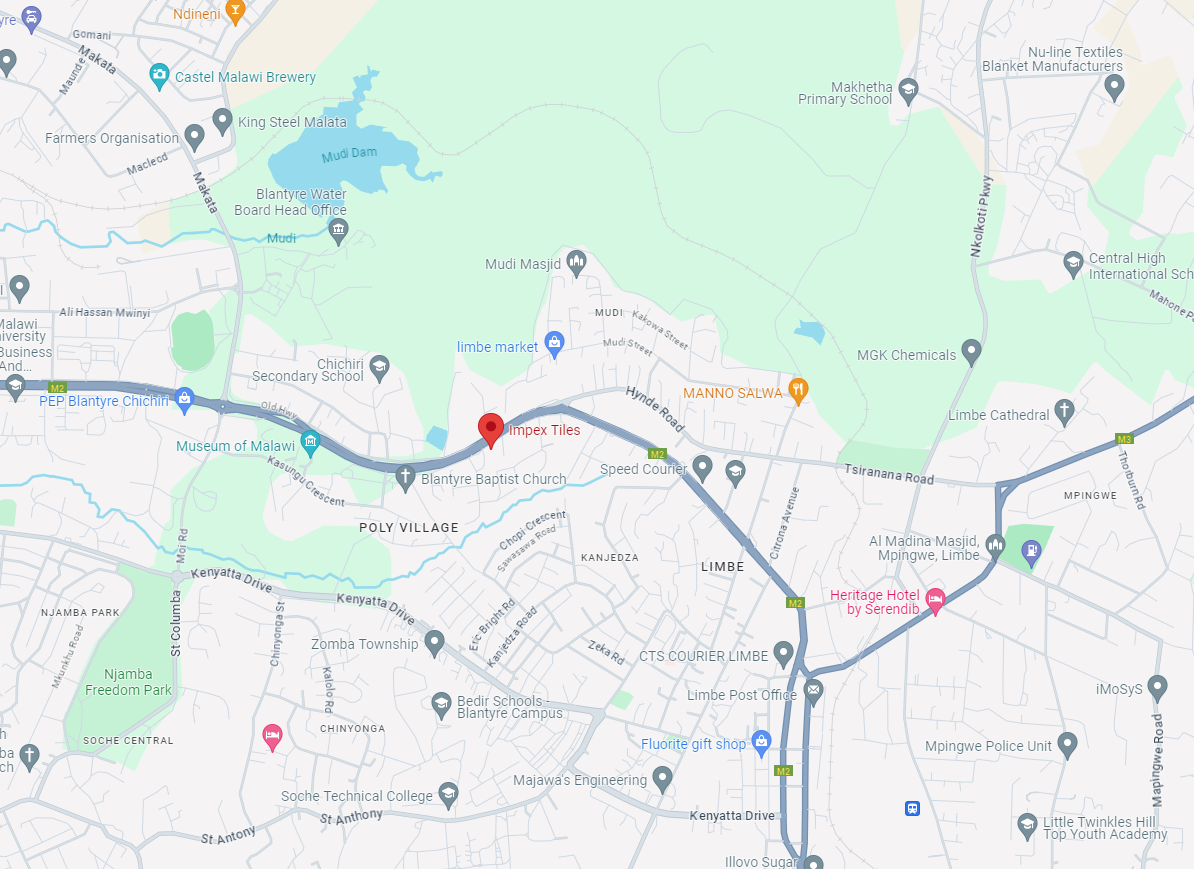 Ndineni
Gomani
Makata
Maunde
Castel Malawi Brewery
Nu-line Textiles
Blanket Manufacturers
Makhetha
Primary School
King Steel Malata
Farmers Organisation
Macleod
Mudi Dam
Makata
Blantyre Water
Board Head Office
Mudi
Nkolkoti Pkwy
Mudi Masjid
Central High
International Sch
Mahone
Ali Hassan Mwinyi
MUDI
Kakowa Street
Malawi
Business
And...
limbe market
Mudi Street
MGK Chemicals
Chichiri
Secondary School
M2
PEP Blantyre Chichiri
Old Hwy
Hynde Road
MANNO SALWA
Limbe Cathedral
Impex Tiles
Museum of Malawi
M2
M3
Kasungu Crescent
Blantyre Baptist Church
Speed Courier
Tsiranana Road
Thorburn Rd
MPINGWE
POLY VILLAGE
Chopi Crescent
Sawasawa Road
Citrona Avenue
Moi Rd
KANJEDZA
LIMBE
Al Madina Masjid,
Mpingwe, Limbe
Kenyatta Drive
Kenyatta Drive
M2
Heritage Hotel
by Serendib
NJAMBA PARK
Mkunkhu Road
St Columba
Chinyonga St
Eric Bright Rd
Kanjedza Road
Zomba Township
Zeka Rd
CTS COURIER LIMBE
Njamba
Freedom Park
Kalolo Rd
Limbe Post Office
iMoSyS
Bedir Schools -
Blantyre Campus
CHINYONGA
SOCHE CENTRAL
Fluorite gift shop
Mpingwe Police Unit
Mapingwe Road
M2
Majawa's Engineering
Soche Technical College
St Antony
St Anthony
Kenyatta Drive
Little Twinkles Hill
Top Youth Academy
Illovo Sugar